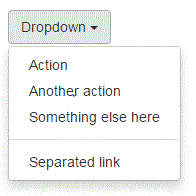 Dropdown
Action
Another action
Something else here
Separated link